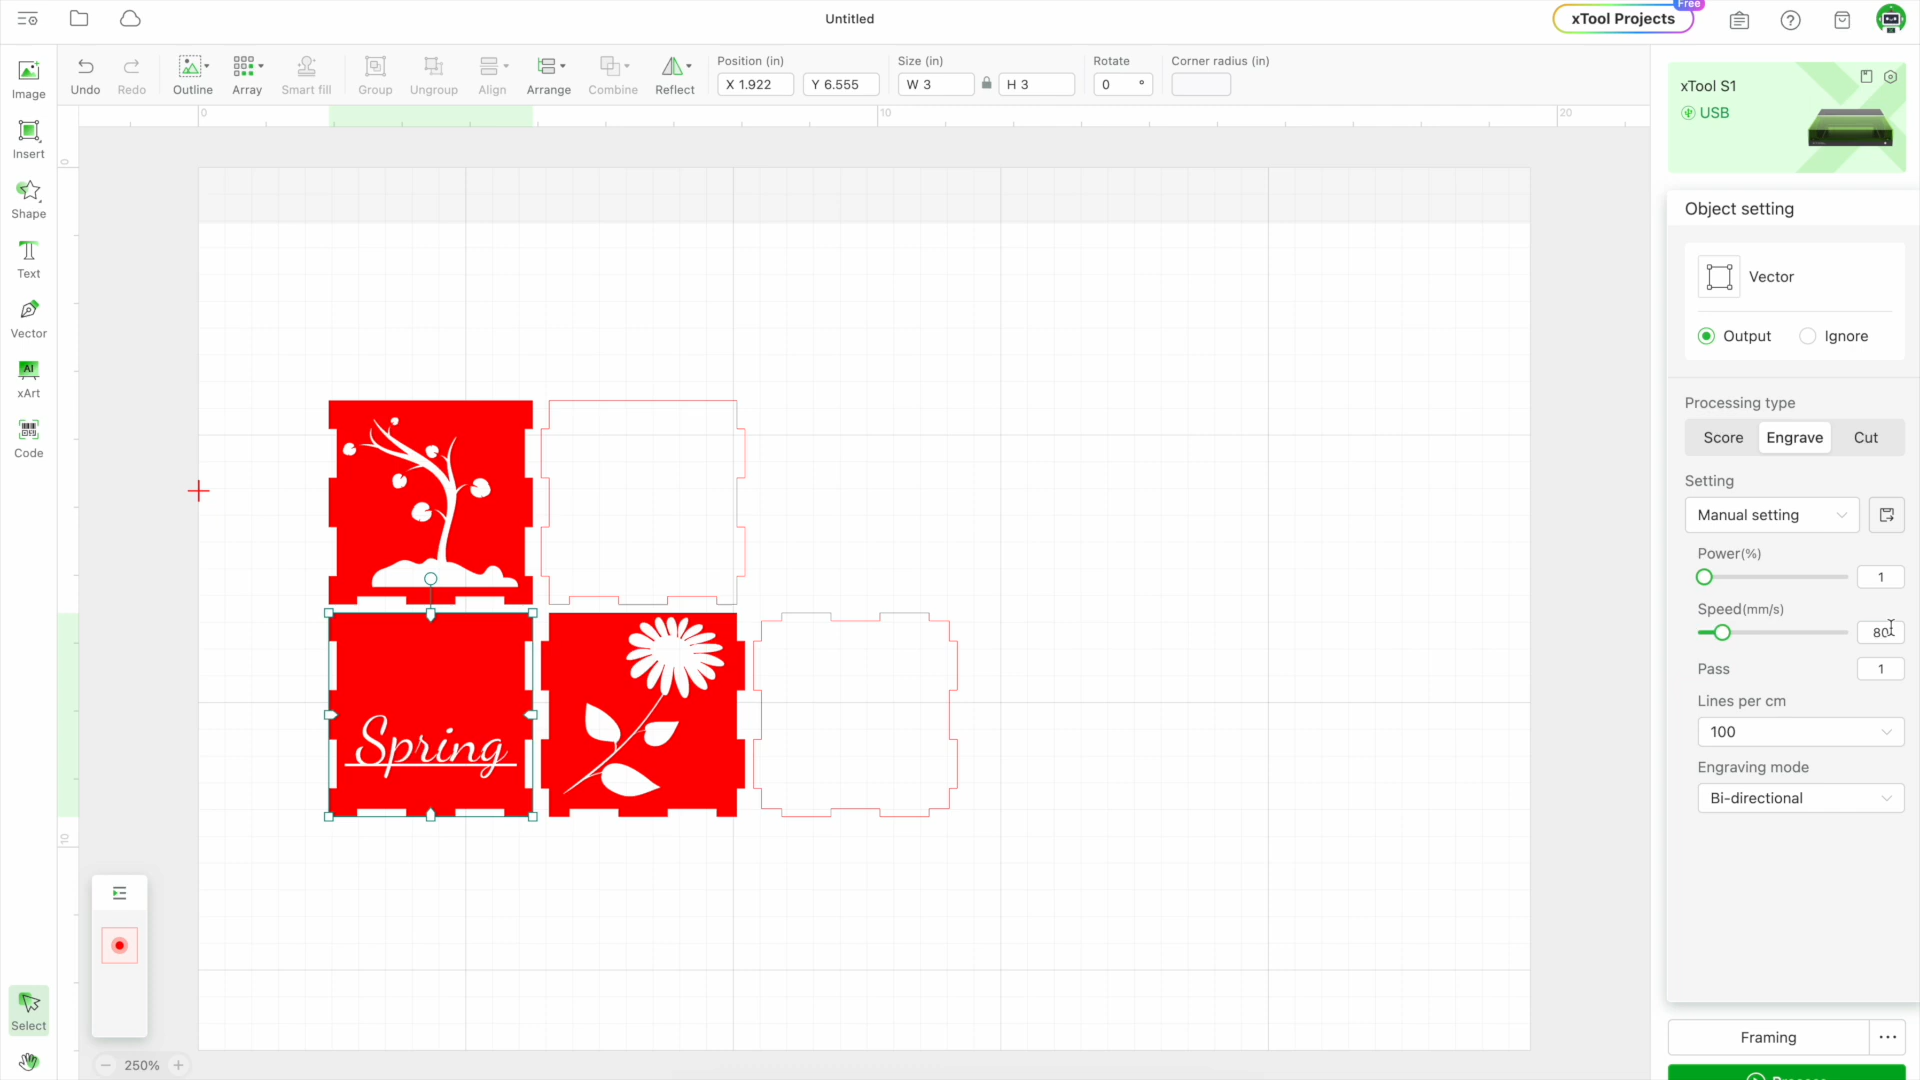 Untitled
Free
xTool Projects
Undo
Redo
Outline
Array
Smart fill
Group
Ungroup
Align
Arrange
Combine
Reflect
Position (in)
X 1.922
Y 6.555
Size (in)
W 3
H 3
Rotate
0 °
Corner radius (in)
Image
Insert
Shape
Text
Vector
AI
xArt
Code
Select
0
10
20
0
10
Spring
250%
xTool S1
USB
Object setting
Vector
Output
Ignore
Processing type
Score
Engrave
Cut
Setting
Manual setting
Power(%)
1
Speed(mm/s)
80
Pass
1
Lines per cm
100
Engraving mode
Bi-directional
Framing